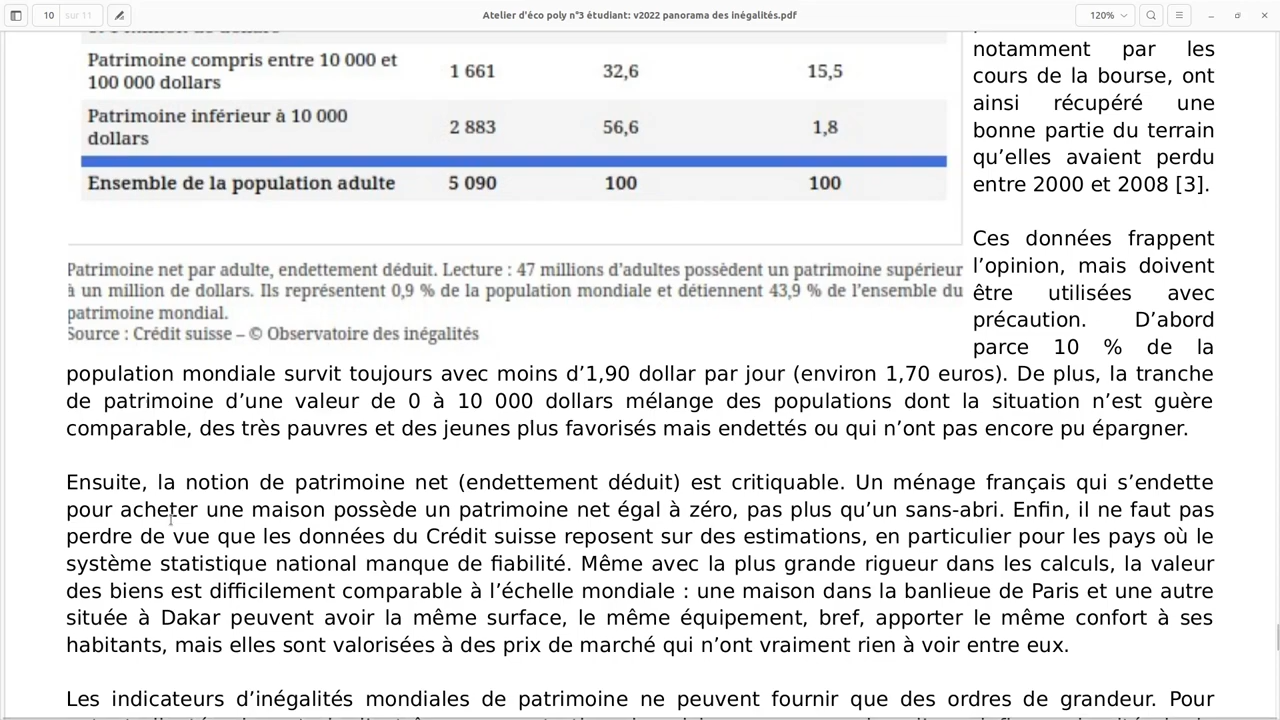 10 sur 11
Atelier d'éco poly n°3 étudiant: v2022 panorama des inégalités.pdf
120%
Patrimoine compris entre 10 000 et
100 000 dollars
1 661 32,6 15,5
Patrimoine inférieur à 10 000
dollars
2 883 56,6 1,8
Ensemble de la population adulte 5 090 100 100
Patrimoine net par adulte, endettement déduit. Lecture : 47 millions d'adultes possèdent un patrimoine supérieur
à un million de dollars. Ils représentent 0,9 % de la population mondiale et détiennent 43,9 % de l'ensemble du
patrimoine mondial.
Source : Crédit suisse – © Observatoire des inégalités
notamment par les
cours de la bourse, ont
ainsi récupéré une
bonne partie du terrain
qu'elles avaient perdu
entre 2000 et 2008 [3].
Ces données frappent
l'opinion, mais doivent
être utilisées avec
précaution. D'abord
parce 10 % de la
population mondiale survit toujours avec moins d'1,90 dollar par jour (environ 1,70 euros). De plus, la tranche
de patrimoine d'une valeur de 0 à 10 000 dollars mélange des populations dont la situation n'est guère
comparable, des très pauvres et des jeunes plus favorisés mais endettés ou qui n'ont pas encore pu épargner.
Ensuite, la notion de patrimoine net (endettement déduit) est critiquable. Un ménage français qui s'endette
pour acheter une maison possède un patrimoine net égal à zéro, pas plus qu'un sans-abri. Enfin, il ne faut pas
perdre de vue que les données du Crédit suisse reposent sur des estimations, en particulier pour les pays où le
système statistique national manque de fiabilité. Même avec la plus grande rigueur dans les calculs, la valeur
des biens est difficilement comparable à l'échelle mondiale : une maison dans la banlieue de Paris et une autre
située à Dakar peuvent avoir la même surface, le même équipement, bref, apporter le même confort à ses
habitants, mais elles sont valorisées à des prix de marché qui n'ont vraiment rien à voir entre eux.
Les indicateurs d'inégalités mondiales de patrimoine ne peuvent fournir que des ordres de grandeur. Pour